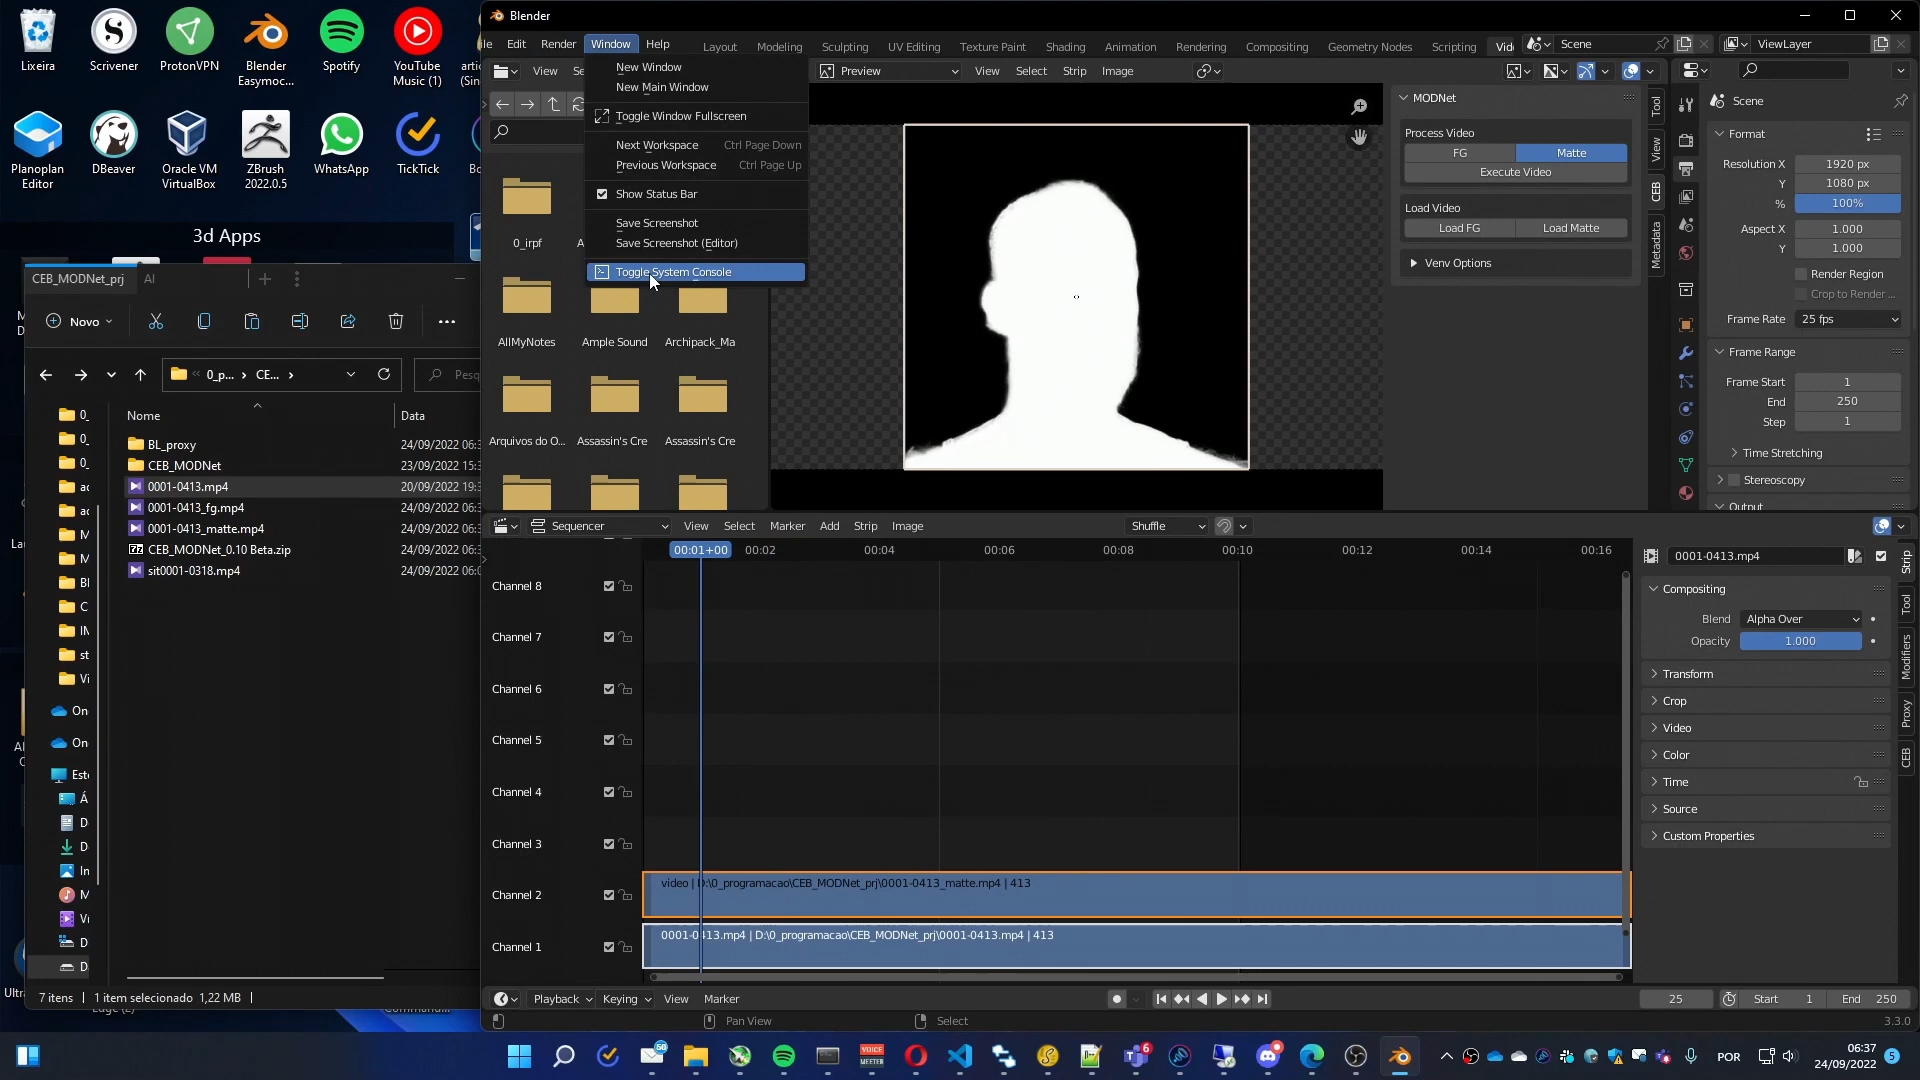 Lixeira
Scrivener
ProtonVPN
Blender
Easymoc...
Spotify
YouTube
Music (1)
Planoplan
Editor
DBeaver
Oracle VM
VirtualBox
ZBrush
2022.0.5
WhatsApp
TickTick
3d Apps
CEB_MODNet_prj
AI
Novo
0_p...
CE...
Nome
Data
BL_proxy
24/09/2022 06:3
CEB_MODNet
23/09/2022 15:3
0001-0413.mp4
20/09/2022 19:3
0001-0413_fg.mp4
24/09/2022 06:3
0001-0413_matte.mp4
24/09/2022 06:3
CEB_MODNet_0.10 Beta.zip
24/09/2022 06:3
sit0001-0318.mp4
24/09/2022 06:0
7 itens
1 item selecionado 1,22 MB
Blender
Edit
Render
Window
Help
Layout
Modeling
Sculpting
UV Editing
Texture Paint
Shading
Animation
Rendering
Compositing
Geometry Nodes
Scripting
Scene
ViewLayer
View
Preview
View
Select
Strip
Image
New Window
New Main Window
Toggle Window Fullscreen
Next Workspace Ctrl Page Down
Previous Workspace Ctrl Page Up
Show Status Bar
Save Screenshot
Save Screenshot (Editor)
Toggle System Console
0_irpf
AllMyNotes
Ample Sound
Archipack_Ma
Arquivos do O...
Assassin's Cre
Assassin's Cre
MODNet
Process Video
FG
Matte
Execute Video
Load Video
Load FG
Load Matte
Venv Options
Tool
View
CEB
Metadata
Scene
Format
Resolution X 1920 px
Y 1080 px
% 100%
Aspect X 1.000
Y 1.000
Render Region
Crop to Render ...
Frame Rate 25 fps
Frame Range
Frame Start 1
End 250
Step 1
Time Stretching
Stereoscopy
Output
Sequencer
View
Select
Marker
Add
Strip
Image
Shuffle
00:01+00
00:02
00:04
00:06
00:08
00:10
00:12
00:14
00:16
Channel 8
Channel 7
Channel 6
Channel 5
Channel 4
Channel 3
Channel 2
Channel 1
video | D:\0_programacao\CEB_MODNet_prj\0001-0413_matte.mp4 | 413
0001-0413.mp4 | D:\0_programacao\CEB_MODNet_prj\0001-0413.mp4 | 413
0001-0413.mp4
Compositing
Blend Alpha Over
Opacity 1.000
Transform
Crop
Video
Color
Time
Source
Custom Properties
Strip
Tool
Modifiers
Proxy
CEB
Playback
Keying
View
Marker
25
Start 1
End 250
Pan View
Select
3.3.0
POR
06:37
24/09/2022
5